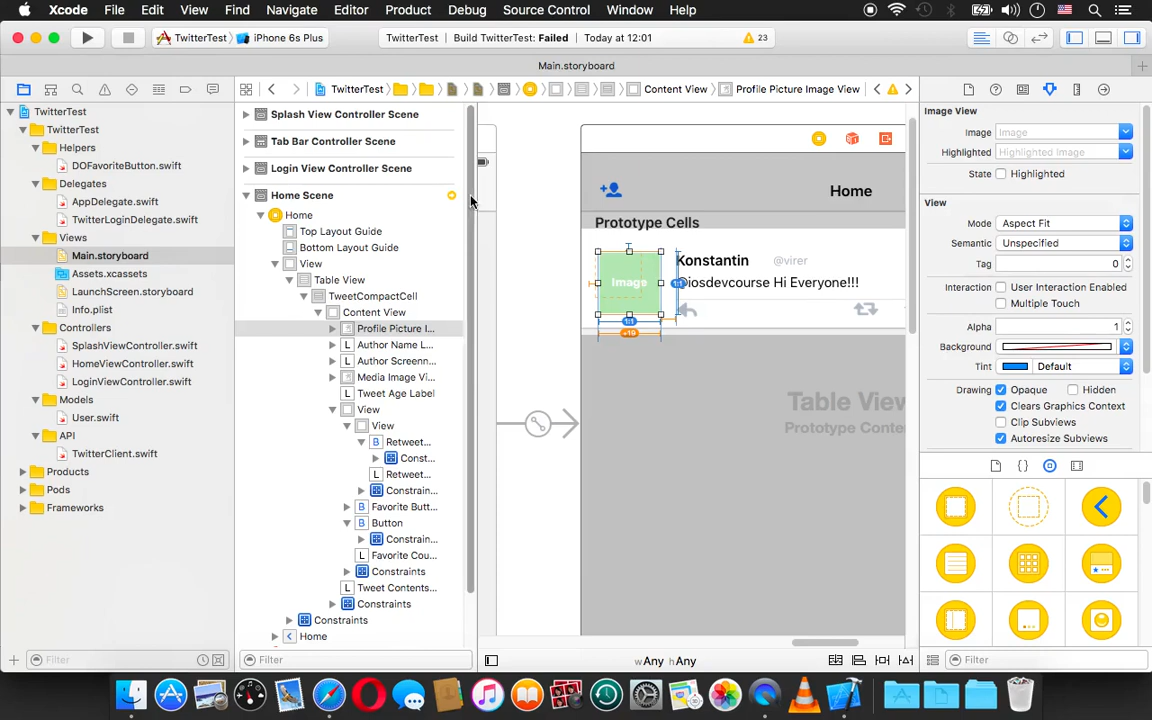 Xcode File Edit View Find Navigate Editor Product Debug Source Control Window Help
TwitterTest iPhone 6s Plus
TwitterTest Build TwitterTest: Failed Today at 12:01 23
Main.storyboard
TwitterTest Content View Profile Picture Image View
TwitterTest
TwitterTest
Helpers
DOFavoriteButton.swift
Delegates
AppDelegate.swift
TwitterLoginDelegate.swift
Views
Main.storyboard
Assets.xcassets
LaunchScreen.storyboard
Info.plist
Controllers
SplashViewController.swift
HomeViewController.swift
LoginViewController.swift
Models
User.swift
API
TwitterClient.swift
Products
Pods
Frameworks
Filter
Splash View Controller Scene
Tab Bar Controller Scene
Login View Controller Scene
Home Scene
Home
Top Layout Guide
Bottom Layout Guide
View
Table View
TweetCompactCell
Content View
Profile Picture I...
Author Name L...
Author Screenn...
Media Image Vi...
L Tweet Age Label
View
View
B Retweet...
Const...
L Retweet...
Constrain...
B Favorite Butt...
B Button
Constrain...
L Favorite Cou...
Constraints
L Tweet Contents...
Constraints
Constraints
Home
Filter
Home
Prototype Cells
Image
Konstantin @virer
@iosdevcourse Hi Everyone!!!
1:1
1:1
+19
Table View
Prototype Conte
wAny hAny
Image View
Image Image
Highlighted Highlighted Image
State Highlighted
View
Mode Aspect Fit
Semantic Unspecified
Tag 0
Interaction User Interaction Enabled
Multiple Touch
Alpha 1
Background
Tint Default
Drawing Opaque Hidden
Clears Graphics Context
Clip Subviews
Autoresize Subviews
Filter